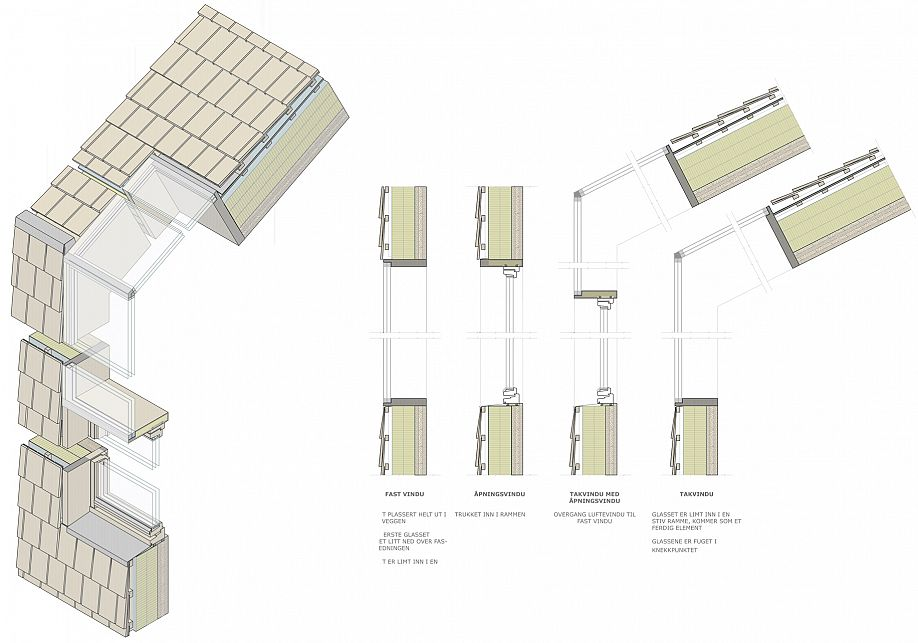 FAST VINDU
T PLASSERT HELT UT I
VEGGEN
ERSTE GLASSET
ET LITT NED OVER FAS-
EDNINGEN
T ER LIMT INN I EN
ÅPNINGSVINDU
TRUKKET INN I RAMMEN
TAKVINDU MED
ÅPNINGSVINDU
OVERGANG LUFTEVINDU TIL
FAST VINDU
TAKVINDU
GLASSET ER LIMT INN I EN
STIV RAMME, KOMMER SOM ET
FERDIG ELEMENT
GLASSENE ER FUGET I
KNEKKPUNKTET